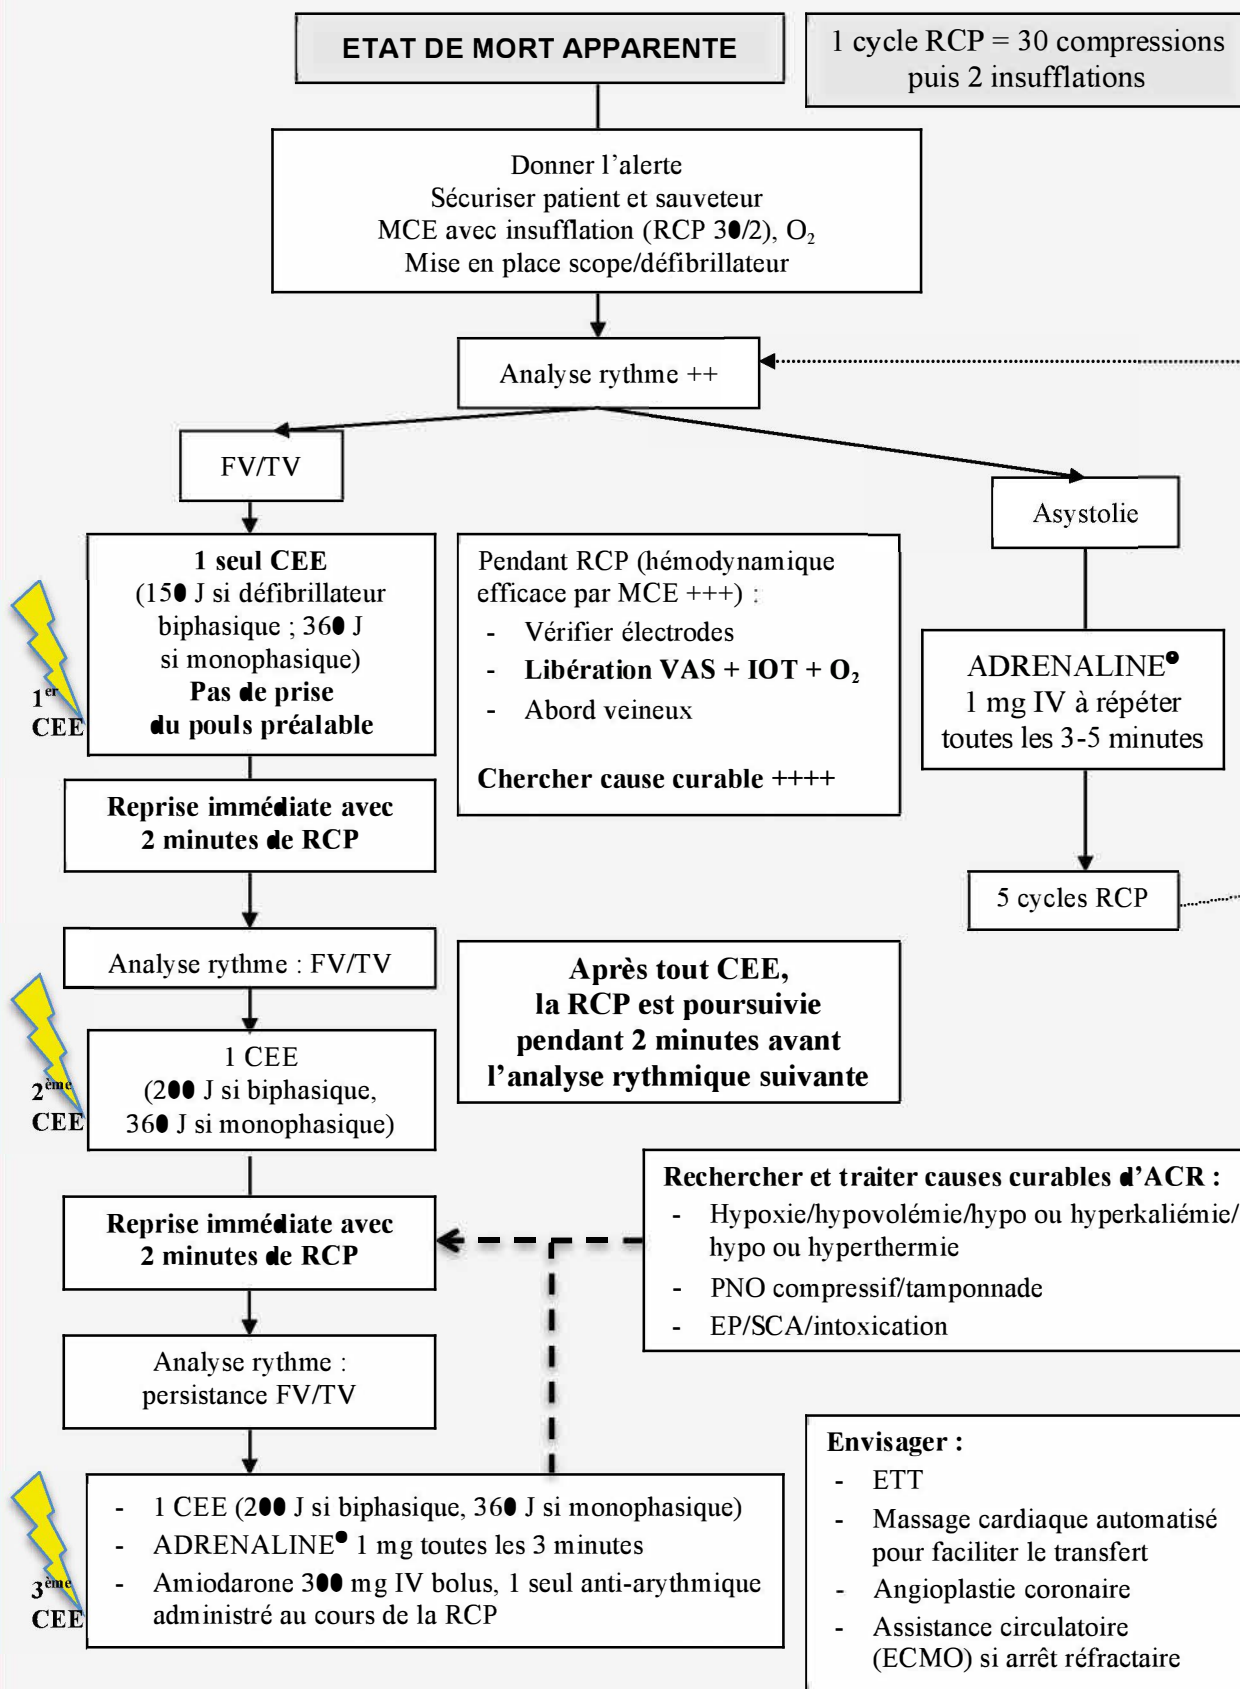 ETAT DE MORT APPARENTE
1 cycle RCP = 30 compressions
puis 2 insufflations
Donner l’alerte
Sécuriser patient et sauveteur
MCE avec insufflation (RCP 30/2), O₂
Mise en place scope/défibrillateur
Analyse rythme ++
FV/TV
Asystolie
1 seul CEE
(150 J si défibrillateur
biphasique ; 360 J
si monophasique)
Pas de prise
du pouls préalable
1er
CEE
Pendant RCP (hémodynamique
efficace par MCE +++) :
- Vérifier électrodes
- Libération VAS + IOT + O₂
- Abord veineux
Chercher cause curable ++++
ADRENALINE®
1 mg IV à répéter
toutes les 3-5 minutes
Reprise immédiate avec
2 minutes de RCP
5 cycles RCP
Analyse rythme : FV/TV
Après tout CEE,
la RCP est poursuivie
pendant 2 minutes avant
l’analyse rythmique suivante
1 CEE
(200 J si biphasique,
360 J si monophasique)
2ème
CEE
Reprise immédiate avec
2 minutes de RCP
Rechercher et traiter causes curables d’ACR :
- Hypoxie/hypovolémie/hypo ou hyperkaliémie/
hypo ou hyperthermie
- PNO compressif/tamponnade
- EP/SCA/intoxication
Analyse rythme :
persistance FV/TV
- 1 CEE (200 J si biphasique, 360 J si monophasique)
- ADRENALINE® 1 mg toutes les 3 minutes
- Amiodarone 300 mg IV bolus, 1 seul anti-arythmique
administré au cours de la RCP
3ème
CEE
Envisager :
- ETT
- Massage cardiaque automatisé
pour faciliter le transfert
- Angioplastie coronaire
- Assistance circulatoire
(ECMO) si arrêt réfractaire